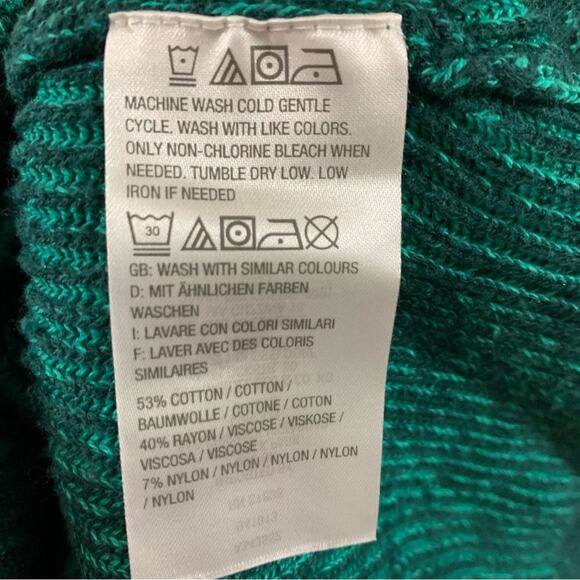 MACHINE WASH COLD GENTLE
CYCLE. WASH WITH LIKE COLORS.
ONLY NON-CHLORINE BLEACH WHEN
NEEDED. TUMBLE DRY LOW. LOW
IRON IF NEEDED
30
GB: WASH WITH SIMILAR COLOURS
D: MIT ÄHNLICHEN FARBEN
WASCHEN
I: LAVARE CON COLORI SIMILARI
F: LAVER AVEC DES COLORIS
SIMILAIRES
53% COTTON / COTTON /
BAUMWOLLE / COTONE / COTON
40% RAYON / VISCOSE / VISKOSE /
VISCOSA / VISCOSE
7% NYLON / NYLON / NYLON / NYLON
/ NYLON